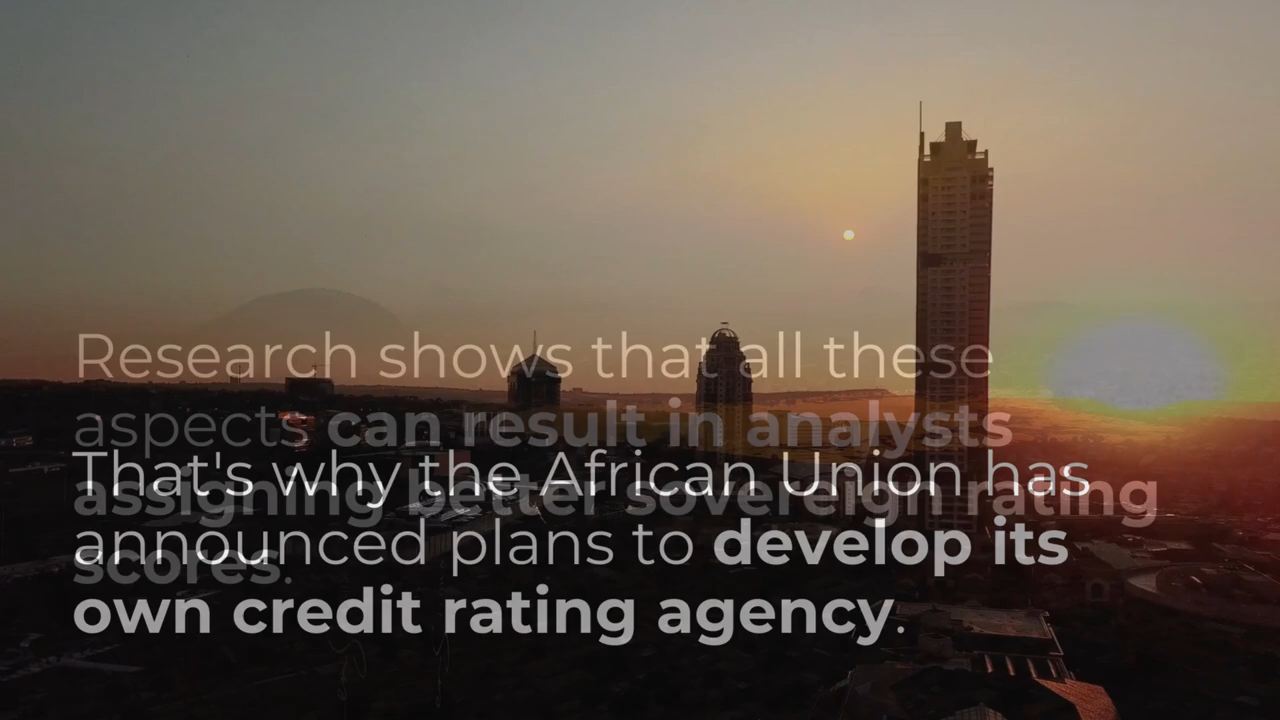 Research shows that all these
aspects can result in analysts
assigning better sovereign rating
scores.
That's why the African Union has
announced plans to develop its
own credit rating agency.